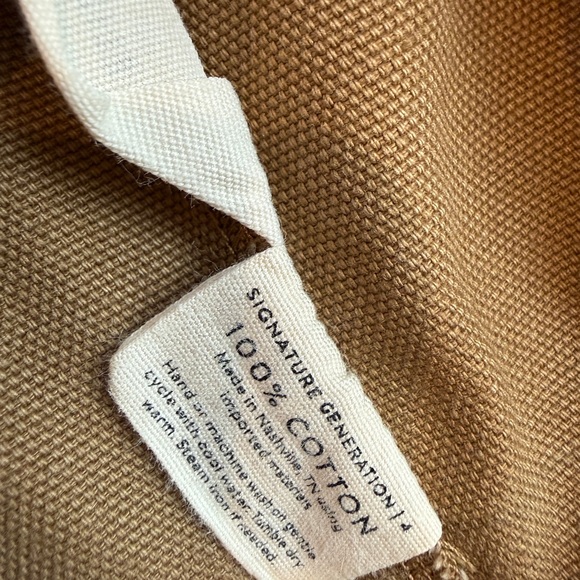 SIGNATURE GENERATION | 4
100% COTTON
Made in Nashville, TN using
imported materials
Hand or machine wash on gentle
cycle with cool water. Tumble dry
warm. Steam iron if needed